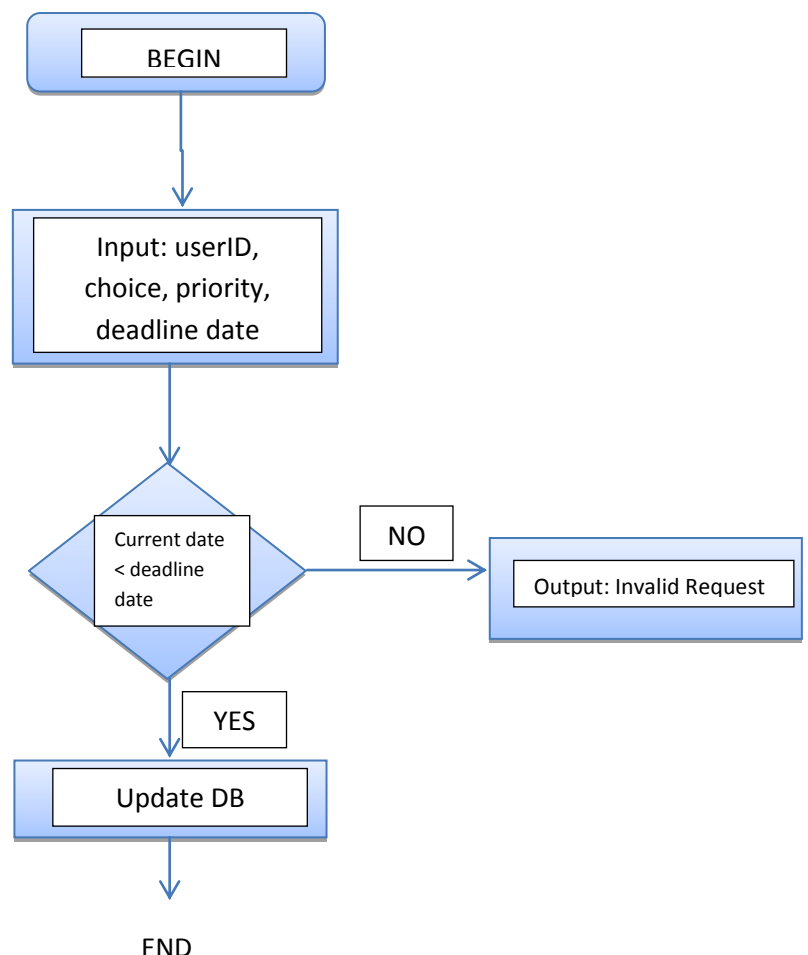 BEGIN
Input: userID,
choice, priority,
deadline date
Current date
< deadline
date
NO
Output: Invalid Request
YES
Update DB
END